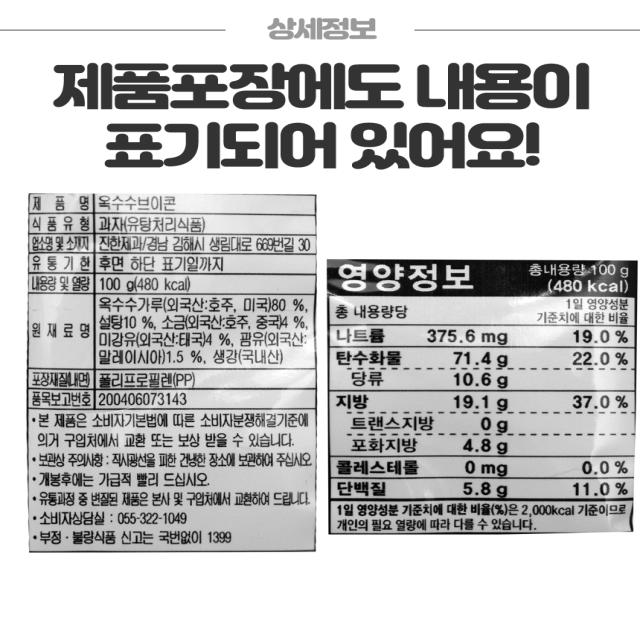 상세정보
제품포장에도 내용이
표기되어 있어요!
제 품 명 옥수수브이콘
식 품 유 형 과자(유탕처리식품)
업소명 및 소재지 진한제과/경남 김해시 생림대로 669번길 30
유 통 기 한 후면 하단 표기일까지
내용량 및 열량 100 g(480 kcal)
원 재 료 명 옥수수가루(외국산:호주, 미국)80 %,
설탕10 %, 소금(외국산:호주, 중국)4 %,
미강유(외국산:태국)4 %, 팜유(외국산:
말레이시아)1.5 %, 생강(국내산)
포장재질(내면) 폴리프로필렌(PP)
품목보고번호 200406073143
• 본 제품은 소비자기본법에 따른 소비자분쟁해결기준에
의거 구입처에서 교환 또는 보상 받을 수 있습니다.
• 보관상 주의사항 : 직사광선을 피한 건냉한 장소에 보관하여 주십시오
• 개봉후에는 가급적 빨리 드십시오.
• 유통과정 중 변질된 제품은 본사 및 구입처에서 교환하여 드립니다.
• 소비자상담실 : 055-322-1049
• 부정 · 불량식품 신고는 국번없이 1399
영양정보 총내용량 100 g
(480 kcal)
총 내용량당 1일 영양성분
기준치에 대한 비율
나트륨 375.6 mg 19.0 %
탄수화물 71.4 g 22.0 %
당류 10.6 g
지방 19.1 g 37.0 %
트랜스지방 0 g
포화지방 4.8 g
콜레스테롤 0 mg 0.0 %
단백질 5.8 g 11.0 %
1일 영양성분 기준치에 대한 비율(%)은 2,000kcal 기준이므로
개인의 필요 열량에 따라 다를 수 있습니다.